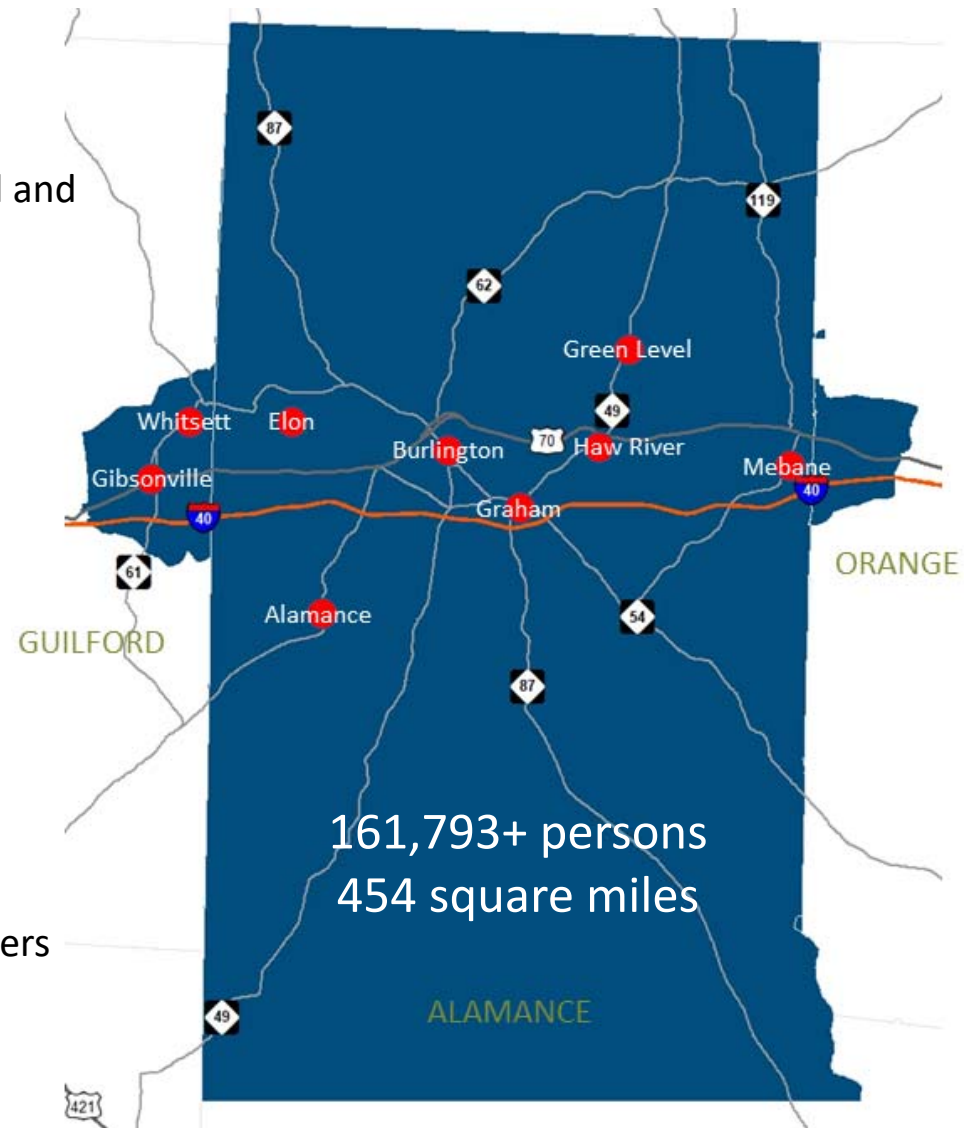 87
l and
119
62
Green Level
49
Whitsett
Elon
Burlington
70
Haw River
Mebane
Gibsonville
40
Graham
40
61
ORANGE
Alamance
54
GUILFORD
87
161,793+ persons
454 square miles
ers
49
ALAMANCE
421